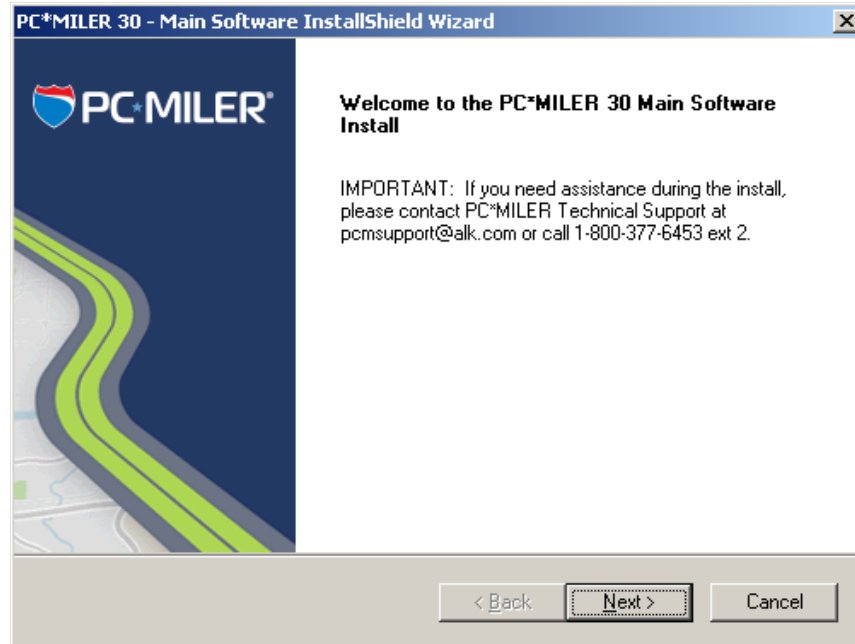 PC*MILER 30 - Main Software InstallShield Wizard
PC★MILER®
Welcome to the PC*MILER 30 Main Software
Install
IMPORTANT: If you need assistance during the install,
please contact PC*MILER Technical Support at
pcmsupport@alk.com or call 1-800-377-6453 ext 2.
< Back
Next >
Cancel